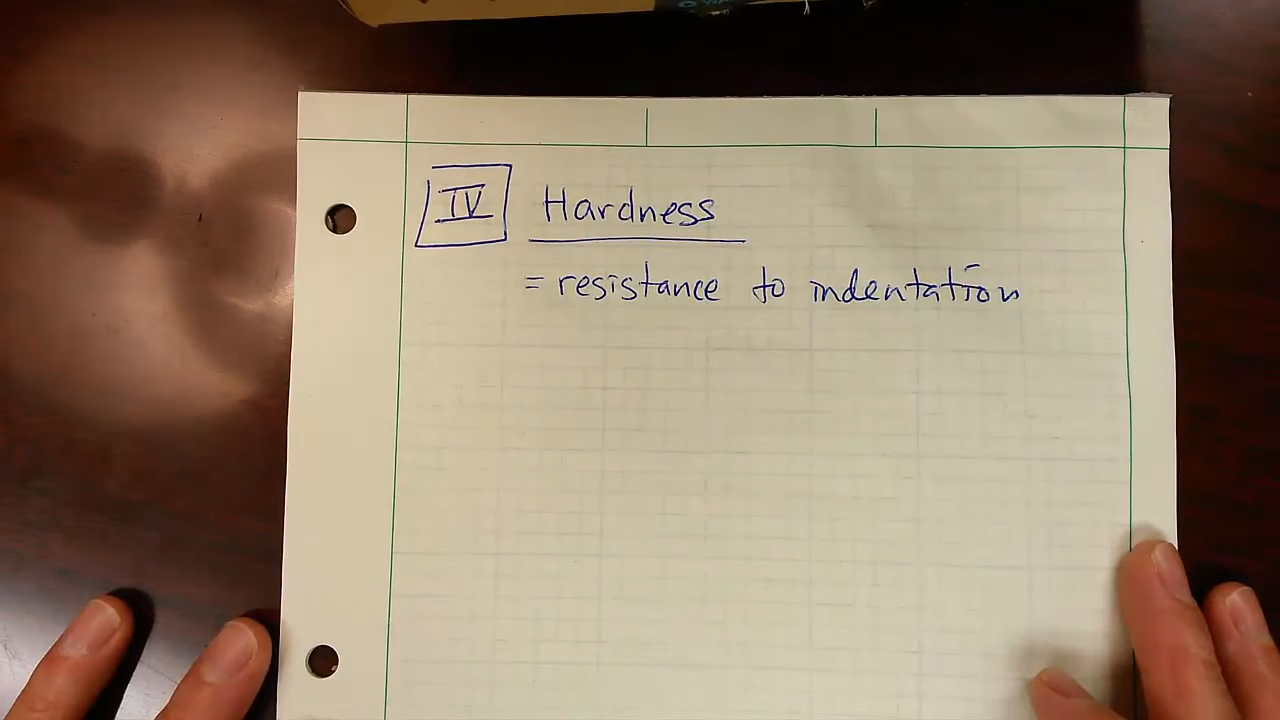 IV Hardness
= resistance to indentation